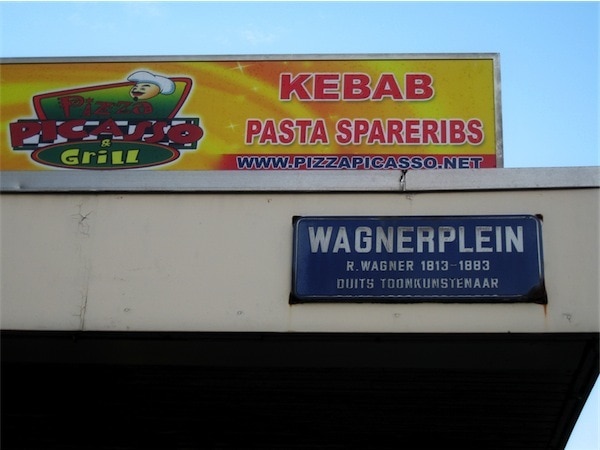 Pizza
PICASSO
&
GriLL
KEBAB
PASTA SPARERIBS
WWW.PIZZAPICASSO.NET
WAGNERPLEIN
R. WAGNER 1813-1883
DUITS TOONKUNSTENAAR